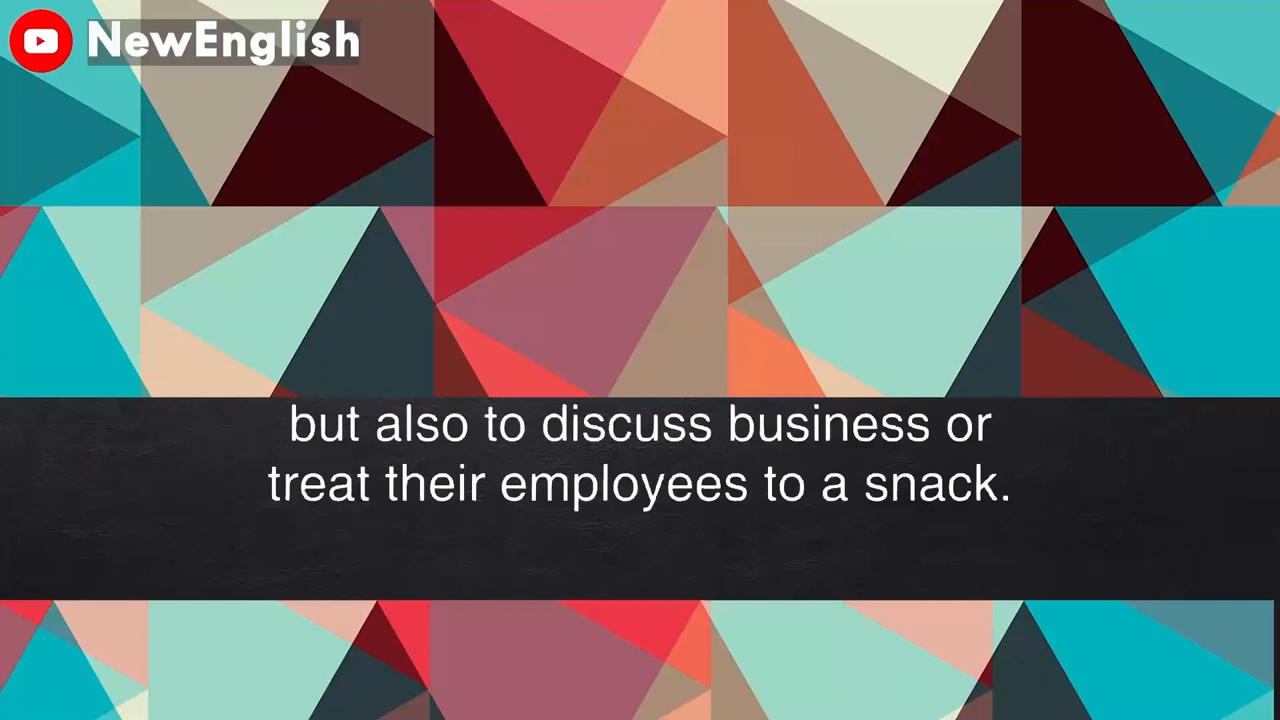 NewEnglish
but also to discuss business or
treat their employees to a snack.